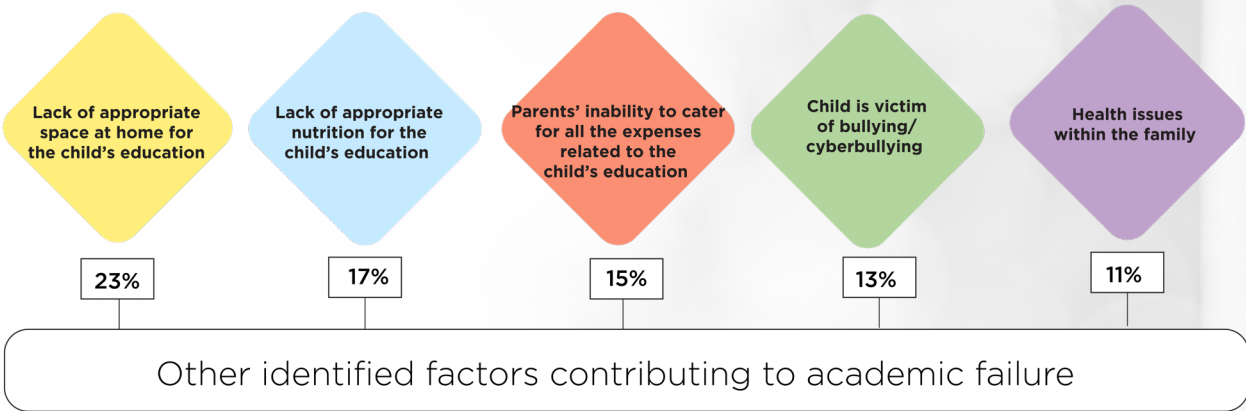 Lack of appropriate
space at home for
the child's education
Lack of appropriate
nutrition for the
child's education
Parents' inability to cater
for all the expenses
related to the
child's education
Child is victim
of bullying/
cyberbullying
Health issues
within the family
23%
17%
15%
13%
11%
Other identified factors contributing to academic failure